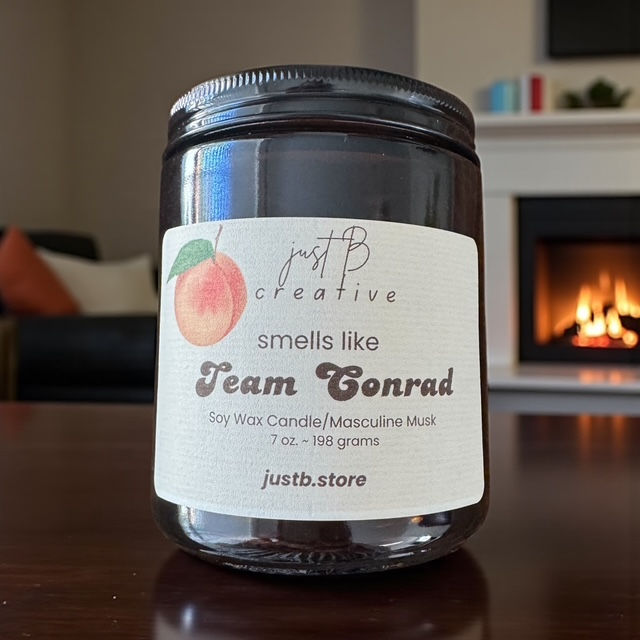 just B
creative
smells like
Team Conrad
Soy Wax Candle/Masculine Musk
7 oz. ~ 198 grams
justb.store